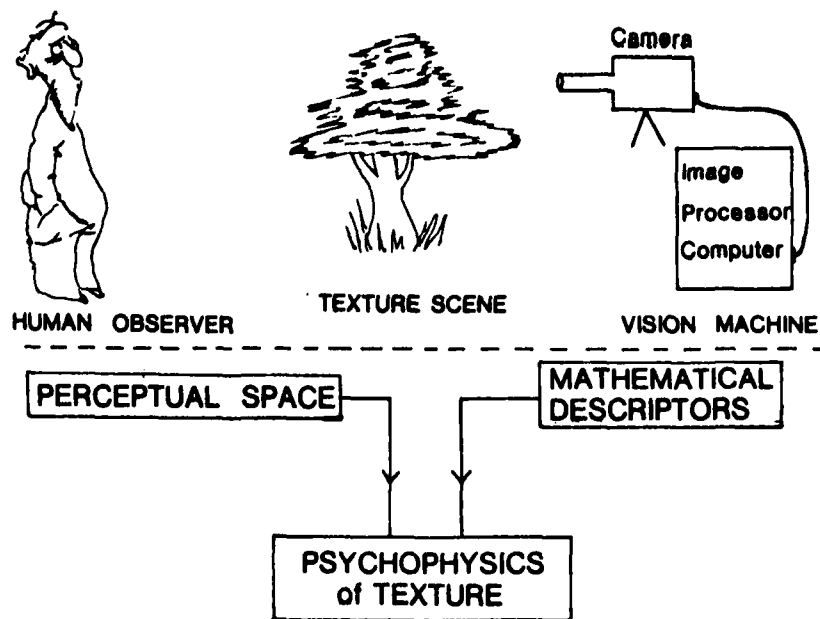 Camera
Image
Processor
Computer
HUMAN OBSERVER
TEXTURE SCENE
VISION MACHINE
PERCEPTUAL SPACE
MATHEMATICAL
DESCRIPTORS
PSYCHOPHYSICS
of TEXTURE